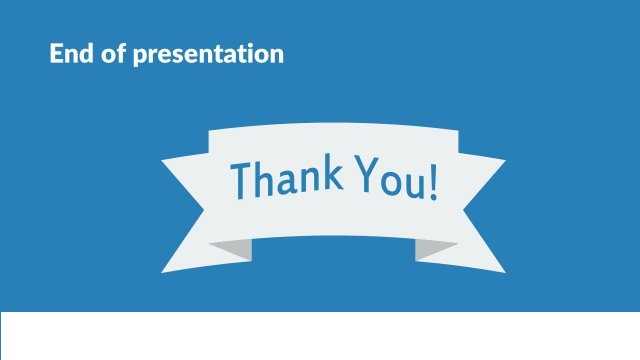 End of presentation
Thank You!